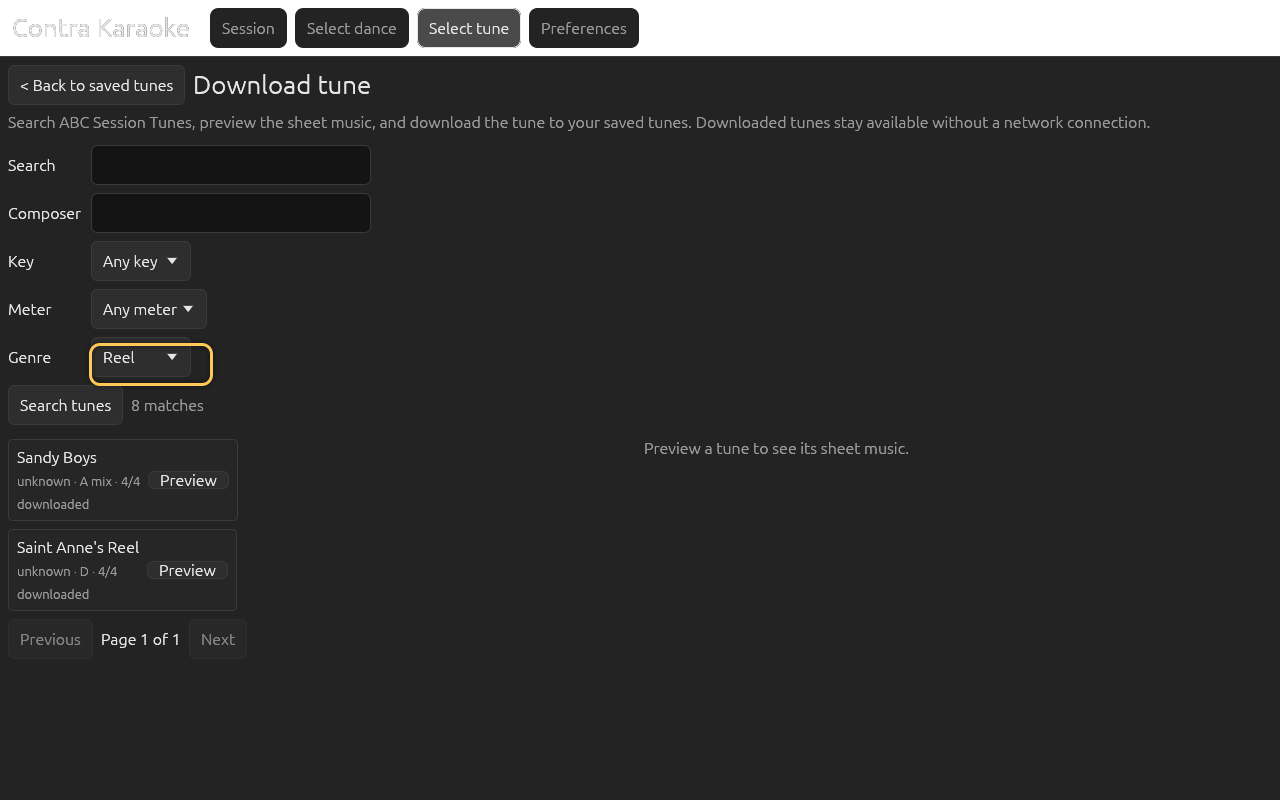 Contra Karaoke Session Select dance Select tune Preferences
< Back to saved tunes Download tune
Search ABC Session Tunes, preview the sheet music, and download the tune to your saved tunes. Downloaded tunes stay available without a network connection.
Search
Composer
Key Any key
Meter Any meter
Genre Reel
Search tunes 8 matches
Preview a tune to see its sheet music.
Sandy Boys
unknown · A mix · 4/4 Preview
downloaded
Saint Anne's Reel
unknown · D · 4/4 Preview
downloaded
Previous Page 1 of 1 Next